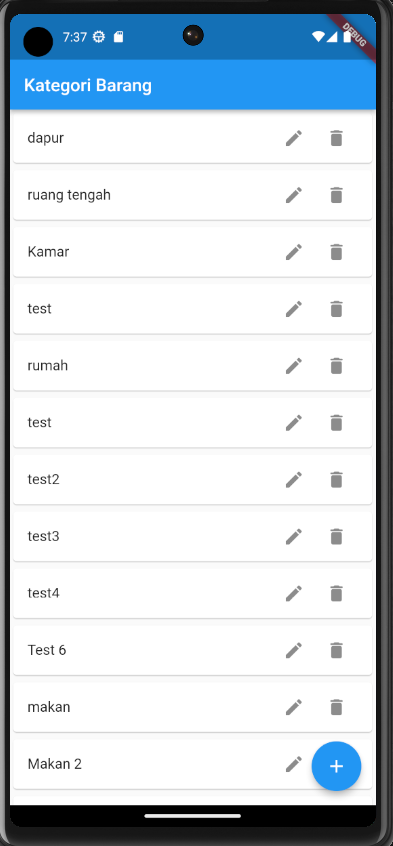 7:37
DEBUG
Kategori Barang
dapur
ruang tengah
Kamar
test
rumah
test
test2
test3
test4
Test 6
makan
Makan 2